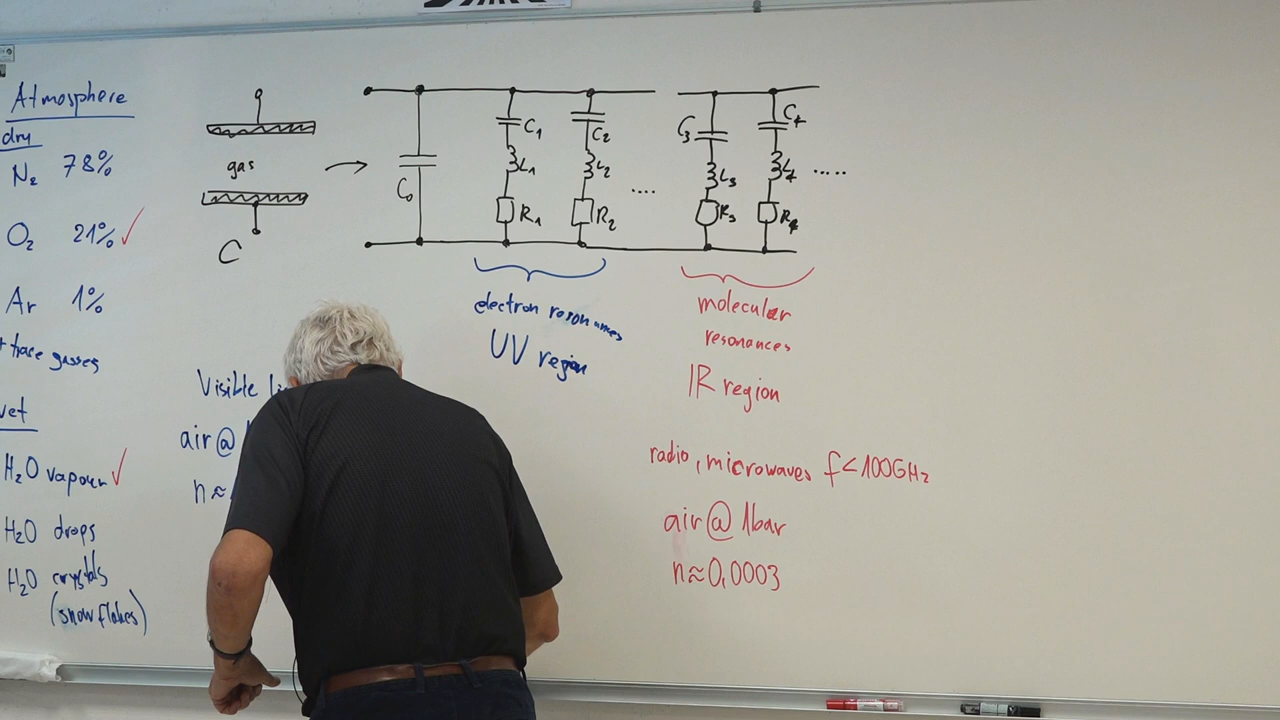 Atmosphere
dry
N₂ 78%
O₂ 21% ✓
Ar 1%
+ trace gasses
wet
H₂O vapour ✓
H₂O drops
H₂O crystals
(snowflakes)
gas
C
C₀
C₁
L₁
R₁
C₂
L₂
R₂
....
C₃
L₃
R₃
C₄
L₄
R₄
.....
electron resonances
UV region
molecular
resonances
IR region
Visible
air@
n≈
radio, microwaves f<100GHz
air@1bar
n≈0,0003